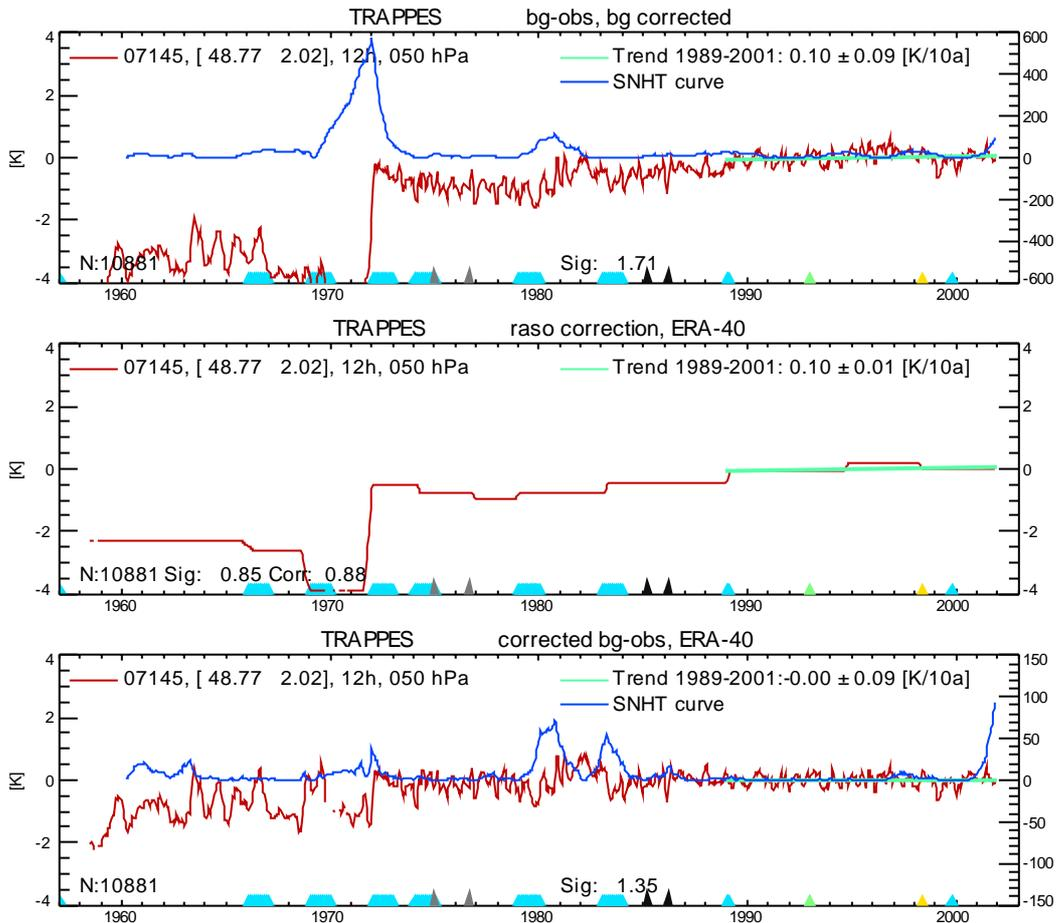 TRAPPES bg-obs, bg corrected
4 600
07145, [ 48.77 2.02], 12h, 050 hPa Trend 1989-2001: 0.10 ±0.09 [K/10a]
SNHT curve
400
2
200
[K]
0 0
-200
-2
-400
N:10881 Sig: 1.71
-4 -600
1960 1970 1980 1990 2000
TRAPPES raso correction, ERA-40
4 4
07145, [ 48.77 2.02], 12h, 050 hPa Trend 1989-2001: 0.10 ±0.01 [K/10a]
2 2
[K]
0 0
-2 -2
N:10881 Sig: 0.85 Corr: 0.88
-4 -4
1960 1970 1980 1990 2000
TRAPPES corrected bg-obs, ERA-40
4 150
07145, [ 48.77 2.02], 12h, 050 hPa Trend 1989-2001:-0.00 ±0.09 [K/10a]
SNHT curve
100
2
50
[K]
0 0
-50
-2
-100
N:10881 Sig: 1.35
-4 -150
1960 1970 1980 1990 2000